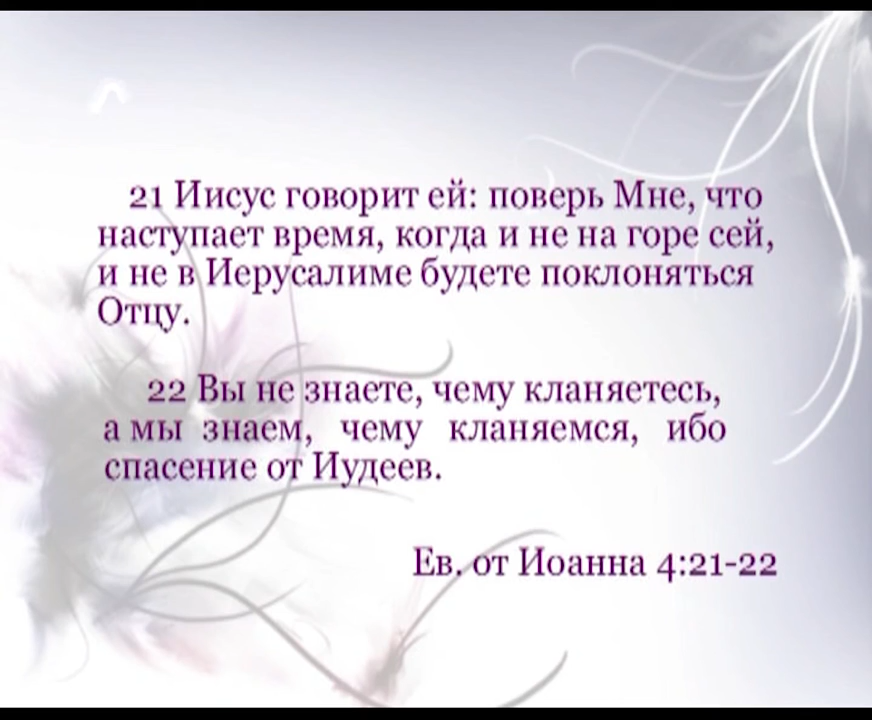 21 Иисус говорит ей: поверь Мне, что
наступает время, когда и не на горе сей,
и не в Иерусалиме будете поклоняться
Отцу.
22 Вы не знаете, чему кланяетесь,
а мы знаем, чему кланяемся, ибо
спасение от Иудеев.
Ев. от Иоанна 4:21-22